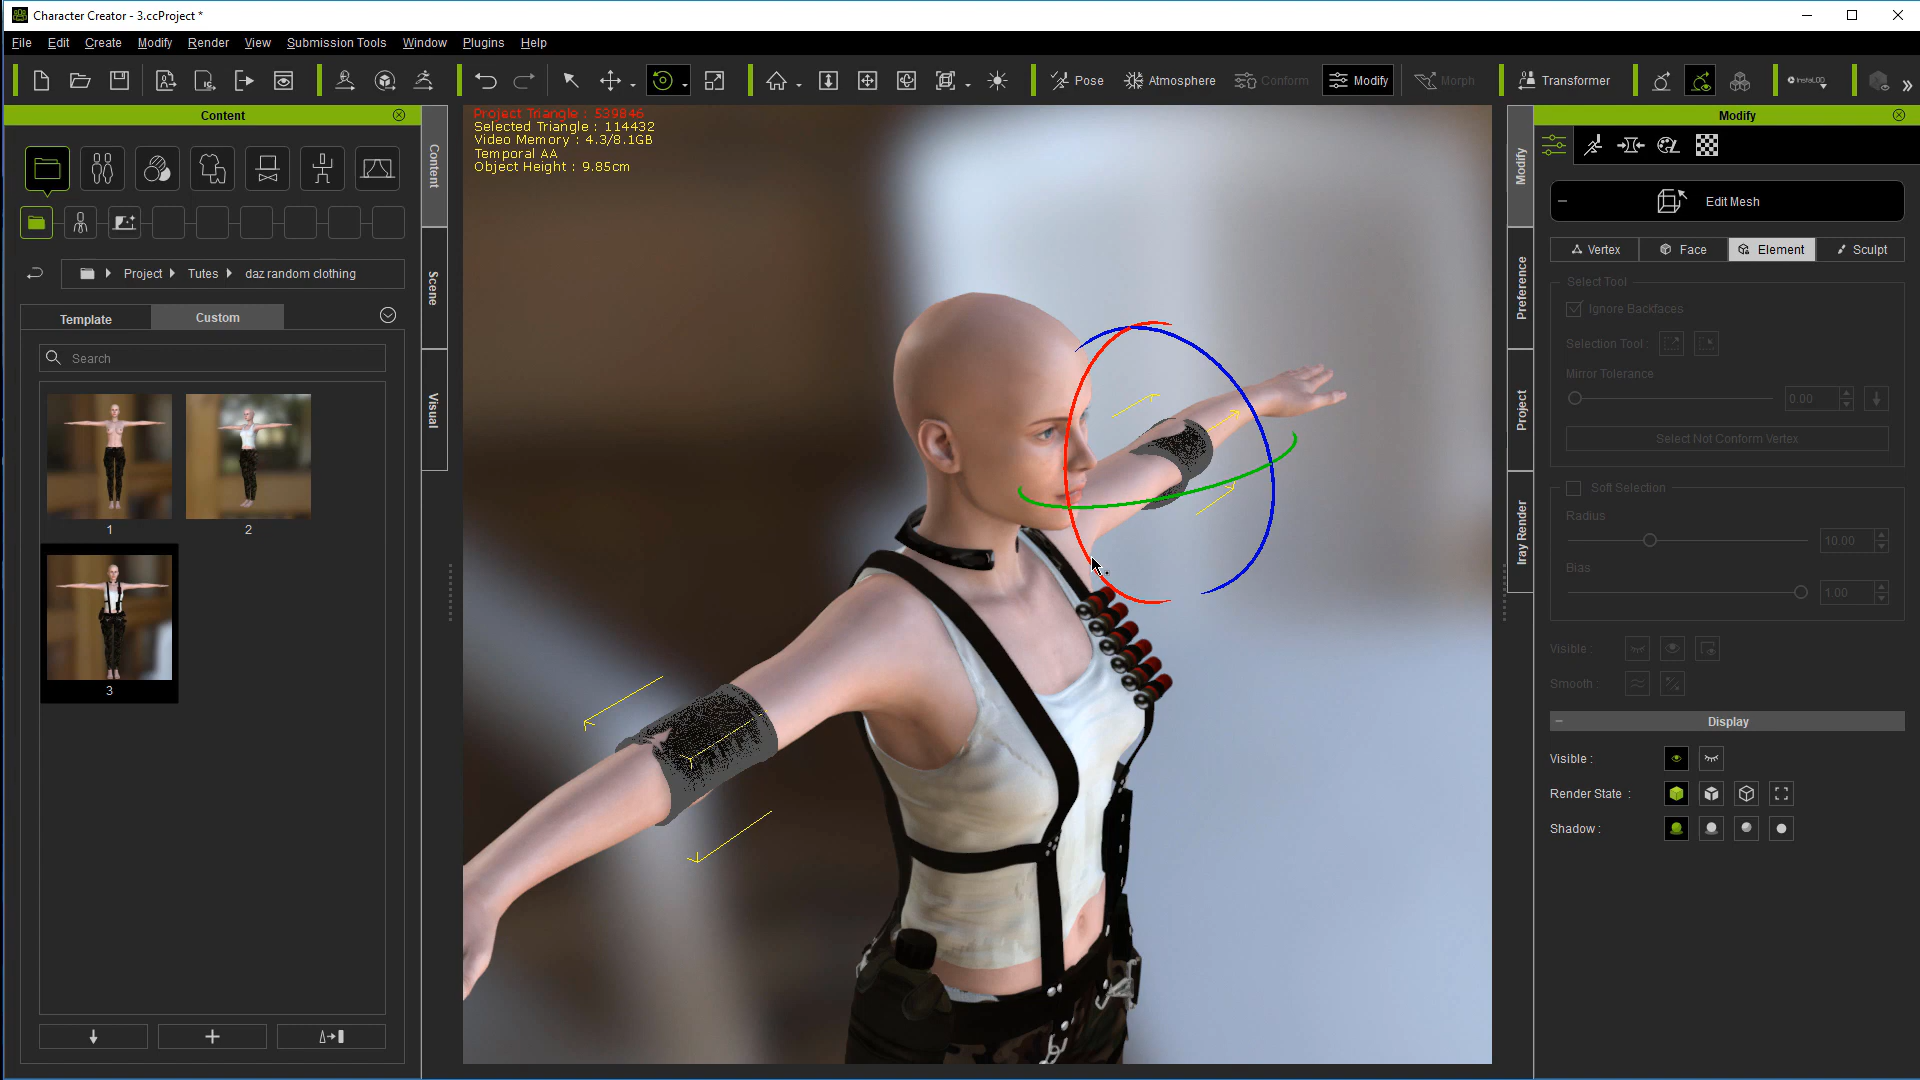 Character Creator - 3.ccProject *
File Edit Create Modify Render View Submission Tools Window Plugins Help
Pose Atmosphere Conform Modify Morph Transformer InstaLOD
Content
Project Tutes daz random clothing
Template Custom
Search
1
2
3
Content
Scene
Visual
Project Triangle : 539846
Selected Triangle : 114432
Video Memory : 4.3/8.1GB
Temporal AA
Object Height : 9.85cm
Modify
Preference
Project
Iray Render
Modify
Edit Mesh
Vertex Face Element Sculpt
Select Tool
Ignore Backfaces
Selection Tool :
Mirror Tolerance
0.00
Select Not Conform Vertex
Soft Selection
Radius
10.00
Bias
1.00
Visible :
Smooth :
Display
Visible :
Render State :
Shadow :